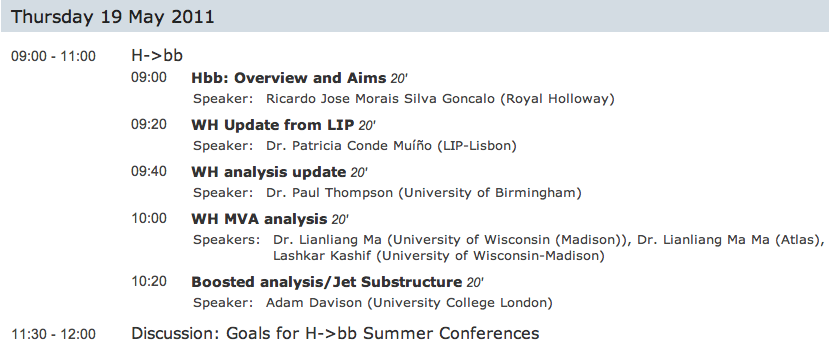 Thursday 19 May 2011
09:00 - 11:00 H->bb
09:00 Hbb: Overview and Aims 20'
Speaker: Ricardo Jose Morais Silva Goncalo (Royal Holloway)
09:20 WH Update from LIP 20'
Speaker: Dr. Patricia Conde Muíño (LIP-Lisbon)
09:40 WH analysis update 20'
Speaker: Dr. Paul Thompson (University of Birmingham)
10:00 WH MVA analysis 20'
Speakers: Dr. Lianliang Ma (University of Wisconsin (Madison)), Dr. Lianliang Ma Ma (Atlas),
Lashkar Kashif (University of Wisconsin-Madison)
10:20 Boosted analysis/Jet Substructure 20'
Speaker: Adam Davison (University College London)
11:30 - 12:00 Discussion: Goals for H->bb Summer Conferences